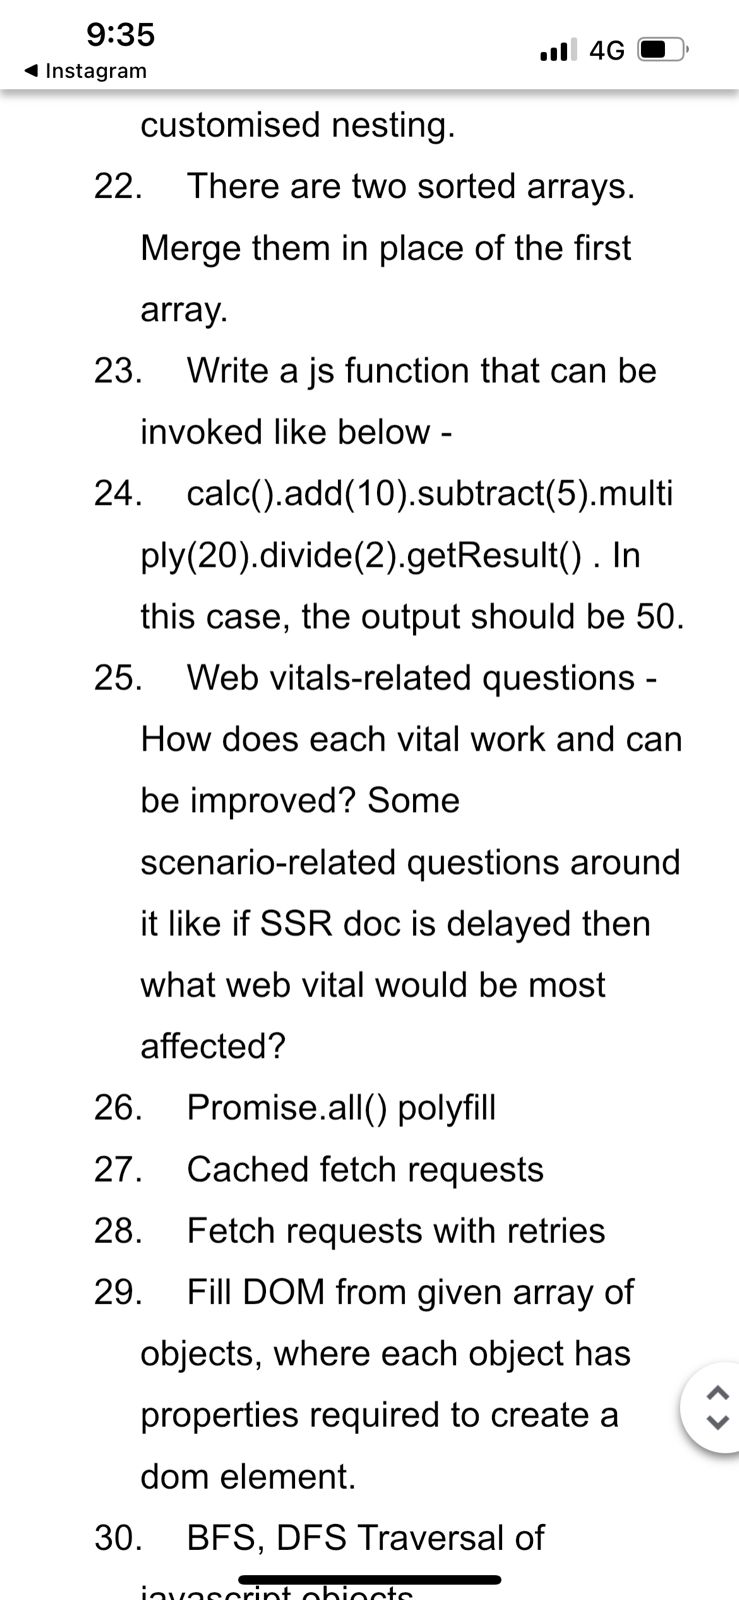 9:35
4G
◀ Instagram
customised nesting.
22. There are two sorted arrays.
Merge them in place of the first
array.
23. Write a js function that can be
invoked like below -
24. calc().add(10).subtract(5).multi
ply(20).divide(2).getResult() . In
this case, the output should be 50.
25. Web vitals-related questions -
How does each vital work and can
be improved? Some
scenario-related questions around
it like if SSR doc is delayed then
what web vital would be most
affected?
26. Promise.all() polyfill
27. Cached fetch requests
28. Fetch requests with retries
29. Fill DOM from given array of
objects, where each object has
properties required to create a
dom element.
30. BFS, DFS Traversal of
javascript objects